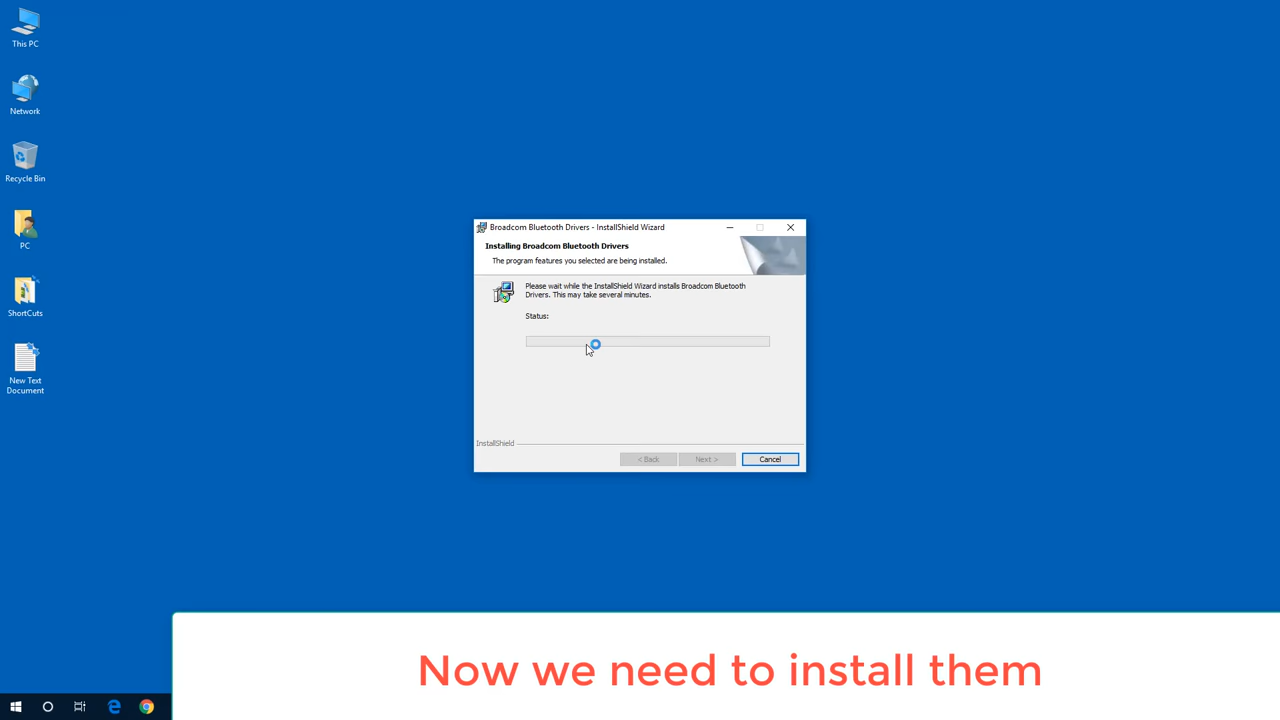 This PC
Network
Recycle Bin
PC
ShortCuts
New Text
Document
Broadcom Bluetooth Drivers - InstallShield Wizard
Installing Broadcom Bluetooth Drivers
The program features you selected are being installed.
Please wait while the InstallShield Wizard installs Broadcom Bluetooth
Drivers. This may take several minutes.
Status:
InstallShield
< Back
Next >
Cancel
Now we need to install them